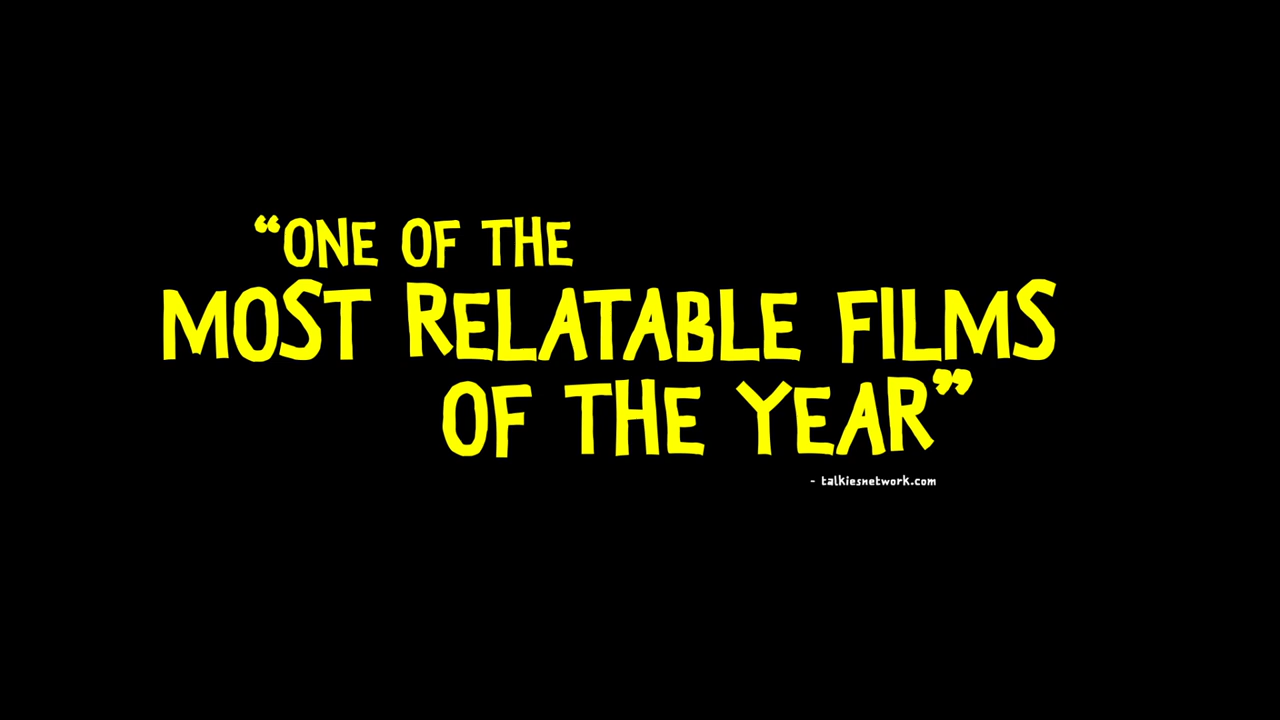 “ONE OF THE
MOST RELATABLE FILMS
OF THE YEAR”
- talkiesnetwork.com